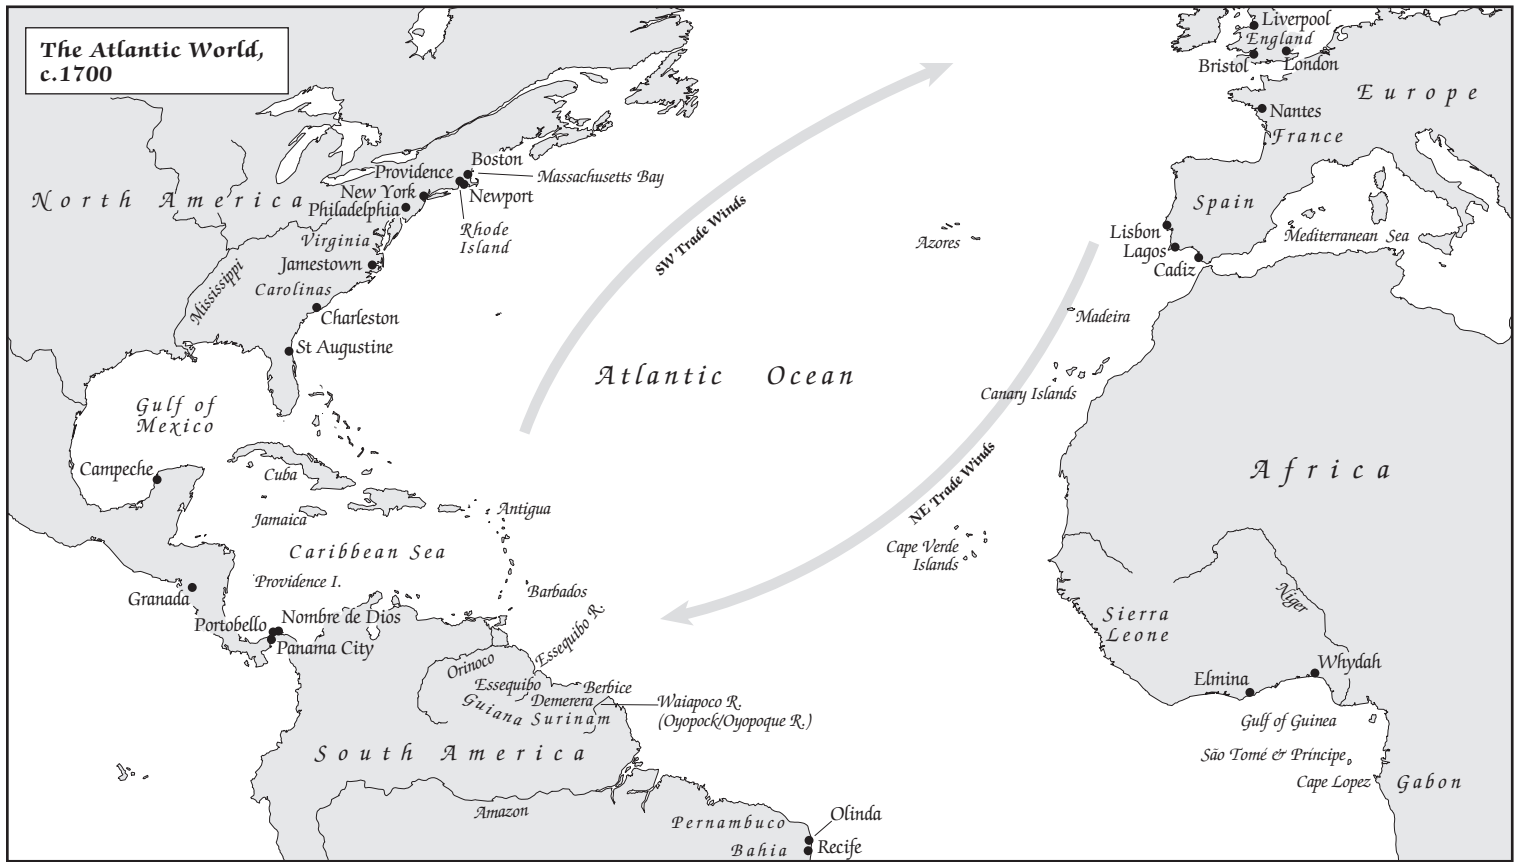 The Atlantic World,
c.1700
Liverpool
England
Bristol
London
Europe
Nantes
France
Boston
Massachusetts Bay
Providence
New York
Newport
Philadelphia
Rhode
Island
North America
Virginia
Jamestown
Carolinas
Mississippi
Charleston
St Augustine
SW Trade Winds
Azores
Spain
Lisbon
Lagos
Cadiz
Mediterranean Sea
Madeira
Atlantic Ocean
Canary Islands
Gulf of
Mexico
Campeche
Cuba
Jamaica
Antigua
Caribbean Sea
Providence I.
Barbados
NE Trade Winds
Cape Verde
Islands
Africa
Granada
Portobello
Nombre de Dios
Panama City
Essequibo R.
Orinoco
Essequibo
Berbice
Demerera
Guiana Surinam
Waiapoco R.
(Oyopock/Oyopoque R.)
South America
Amazon
Pernambuco
Bahia
Olinda
Recife
Sierra
Leone
Niger
Whydah
Elmina
Gulf of Guinea
São Tomé & Príncipe
Cape Lopez
Gabon